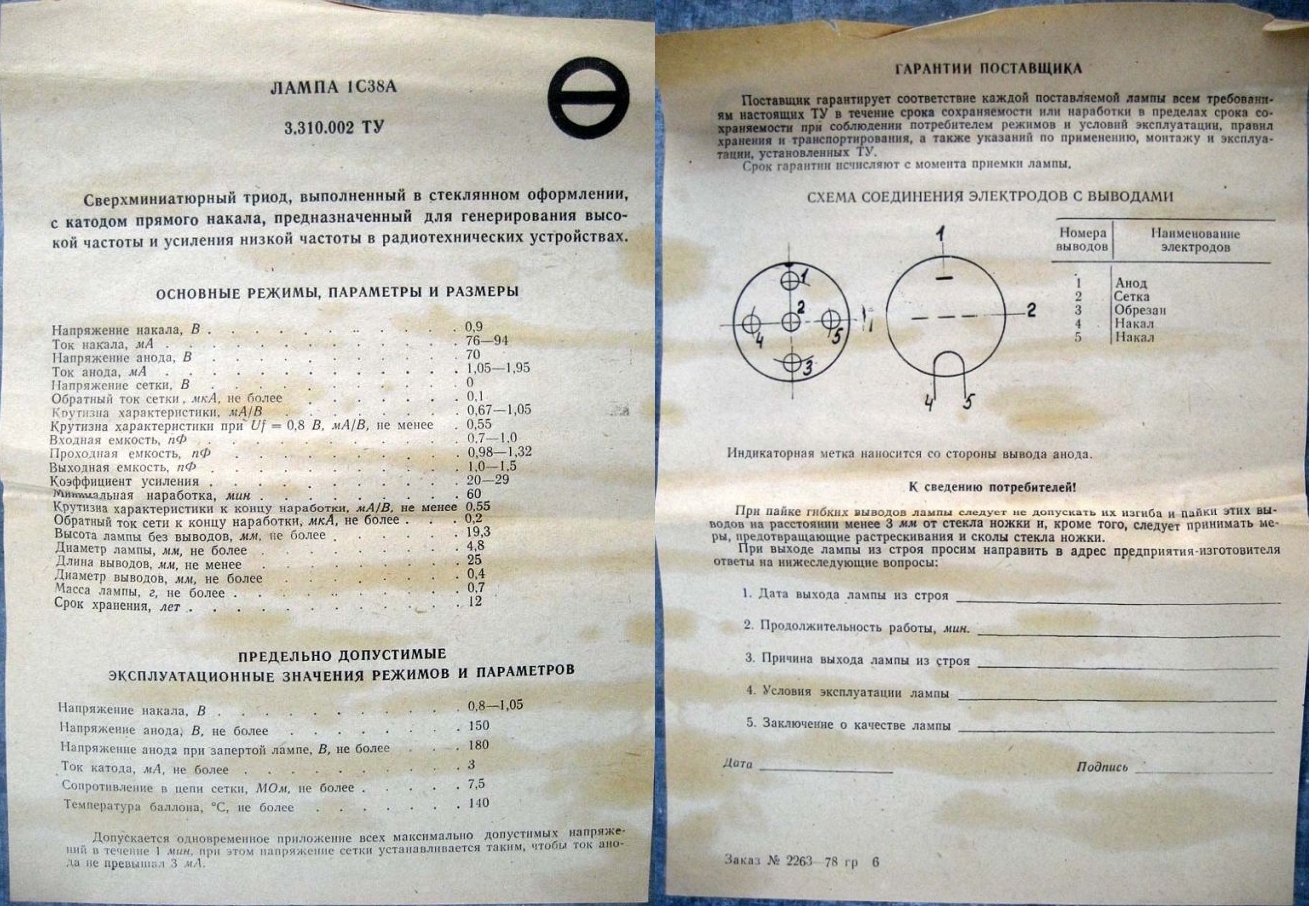 ЛАМПА 1С38А
3.310.002 ТУ
Сверхминиатюрный триод, выполненный в стеклянном оформлении,
с катодом прямого накала, предназначенный для генерирования высо-
кой частоты и усиления низкой частоты в радиотехнических устройствах.
ОСНОВНЫЕ РЕЖИМЫ, ПАРАМЕТРЫ И РАЗМЕРЫ
Напряжение накала, В . . . . . . . . . . . 0,9
Ток накала, мА . . . . . . . . . . . 76—94
Напряжение анода, В . . . . . . . . . . . 70
Ток анода, мА . . . . . . . . . . . 1,05—1,95
Напряжение сетки, В . . . . . . . . . . . 0
Обратный ток сетки, мкА, не более . . . . . . 0,1
Крутизна характеристики, мА/В . . . . . . . 0,67—1,05
Крутизна характеристики при Uf = 0,8 В, мА/В, не менее . 0,55
Входная емкость, пФ . . . . . . . . . . . 0,7—1,0
Проходная емкость, пФ . . . . . . . . . . 0,98—1,32
Выходная емкость, пФ . . . . . . . . . . 1,0—1,5
Коэффициент усиления . . . . . . . . . . 20—29
Минимальная наработка, мин . . . . . . . . 60
Крутизна характеристики к концу наработки, мА/В, не менее 0,55
Обратный ток сети к концу наработки, мкА, не более . . . 0,2
Высота лампы без выводов, мм, не более . . . . . 19,3
Диаметр лампы, мм, не более . . . . . . . . 4,8
Длина выводов, мм, не менее . . . . . . . . 25
Диаметр выводов, мм, не более . . . . . . . 0,4
Масса лампы, г, не более . . . . . . . . . 0,7
Срок хранения, лет . . . . . . . . . . . 12
ПРЕДЕЛЬНО ДОПУСТИМЫЕ
ЭКСПЛУАТАЦИОННЫЕ ЗНАЧЕНИЯ РЕЖИМОВ И ПАРАМЕТРОВ
Напряжение накала, В . . . . . . . . . . 0,8—1,05
Напряжение анода, В, не более . . . . . . . 150
Напряжение анода при запертой лампе, В, не более . . . 180
Ток катода, мА, не более . . . . . . . . . 3
Сопротивление в цепи сетки, МОм, не более . . . . . 7,5
Температура баллона, °С, не более . . . . . . 140
Допускается одновременное приложение всех максимально допустимых напряже-
ний в течение 1 мин, при этом напряжение сетки устанавливается таким, чтобы ток ано-
да не превышал 3 мА.
ГАРАНТИИ ПОСТАВЩИКА
Поставщик гарантирует соответствие каждой поставляемой лампы всем требовани-
ям настоящих ТУ в течение срока сохраняемости или наработки в пределах срока со-
храняемости при соблюдении потребителем режимов и условий эксплуатации, правил
хранения и транспортирования, а также указаний по применению, монтажу и эксплуа-
тации, установленных ТУ.
Срок гарантии исчисляют с момента приемки лампы.
СХЕМА СОЕДИНЕНИЯ ЭЛЕКТРОДОВ С ВЫВОДАМИ
1
2
4
5
3
1
2
4 5
Номера выводов Наименование электродов
1 Анод
2 Сетка
3 Обрезан
4 Накал
5 Накал
Индикаторная метка наносится со стороны вывода анода.
К сведению потребителей!
При пайке гибких выводов лампы следует не допускать их изгиба и пайки этих вы-
водов на расстоянии менее 3 мм от стекла ножки и, кроме того, следует принимать ме-
ры, предотвращающие растрескивания и сколы стекла ножки.
При выходе лампы из строя просим направить в адрес предприятия-изготовителя
ответы на нижеследующие вопросы:
1. Дата выхода лампы из строя
2. Продолжительность работы, мин.
3. Причина выхода лампы из строя
4. Условия эксплуатации лампы
5. Заключение о качестве лампы
Дата Подпись
Заказ № 2263 78 гр 6